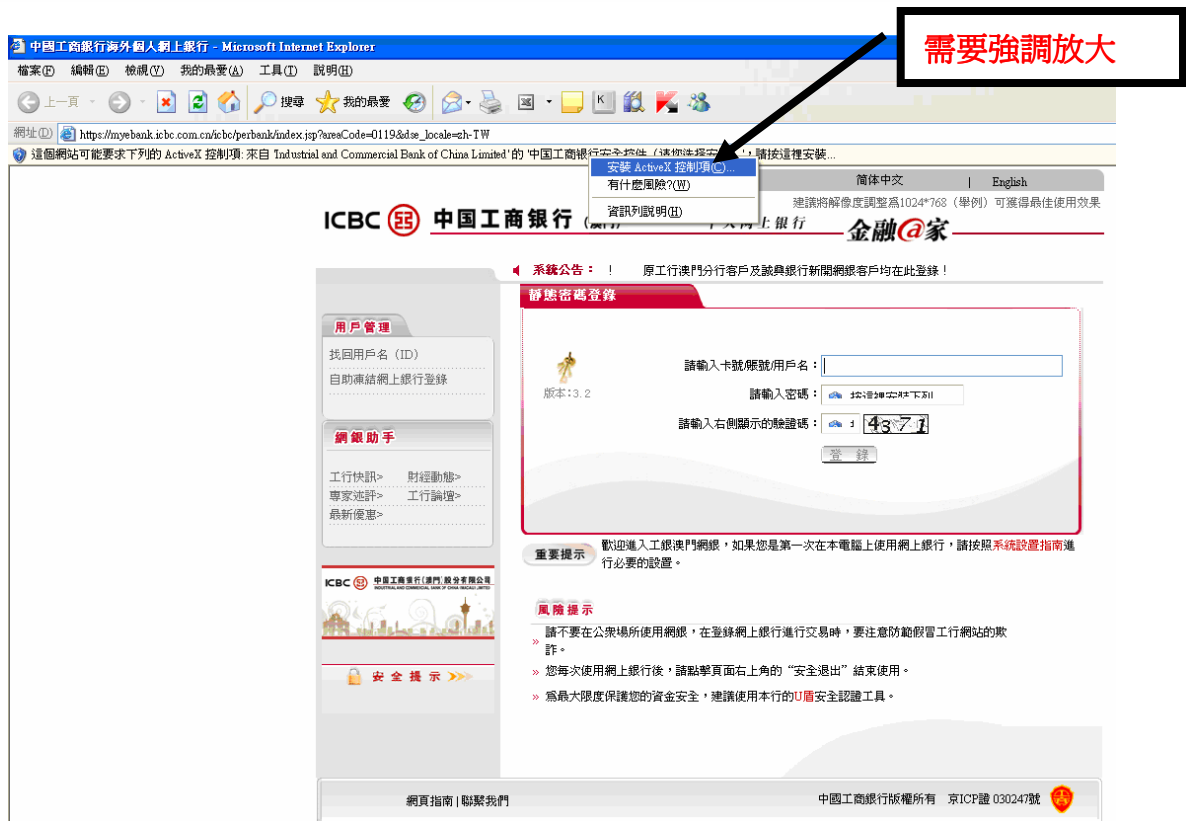 需要強調放大
中國工商銀行海外個人網上銀行 - Microsoft Internet Explorer
檔案(F) 編輯(E) 檢視(V) 我的最愛(A) 工具(T) 說明(H)
上一頁 搜尋 我的最愛
網址(D) https://myebank.icbc.com.cn/icbc/perbank/index.jsp?areaCode=0119&dse_locale=zh-TW
這個網站可能要求下列的 ActiveX 控制項: 來自 'Industrial and Commercial Bank of China Limited' 的 '中国工商銀行安全控件 ，請按這裡安裝...
安裝 ActiveX 控制項(C)...
有什麼風險?(W)
資訊列說明(H)
简体中文 | English
建議將解像度調整爲1024*768（舉例）可獲得最佳使用效果
ICBC 中国工商银行 上银行 金融@家
系統公告： ！ 原工行澳門分行客戶及誠興銀行新開網銀客戶均在此登錄！
靜態密碼登錄
用戶管理
找回用戶名（ID）
自助凍結網上銀行登錄
版本:3.2
請輸入卡號/賬號/用戶名：
請輸入密碼： 按這裡安裝下列
請輸入右側顯示的驗證碼： 4371
登 錄
網銀助手
工行快訊> 財經動態>
專家述評> 工行論壇>
最新優惠>
重要提示 歡迎進入工銀澳門網銀，如果您是第一次在本電腦上使用網上銀行，請按照系統設置指南進
行必要的設置。
ICBC 中國工商銀行(澳門)股份有限公司
INDUSTRIAL AND COMMERCIAL BANK OF CHINA (MACAU) LIMITED
風險提示
» 請不要在公衆場所使用網銀，在登錄網上銀行進行交易時，要注意防範假冒工行網站的欺
詐。
» 您每次使用網上銀行後，請點擊頁面右上角的“安全退出”結束使用。
安全提示 >>>
» 爲最大限度保護您的資金安全，建議使用本行的U盾安全認證工具。
網頁指南 | 聯繫我們
中國工商銀行版權所有 京ICP證 030247號